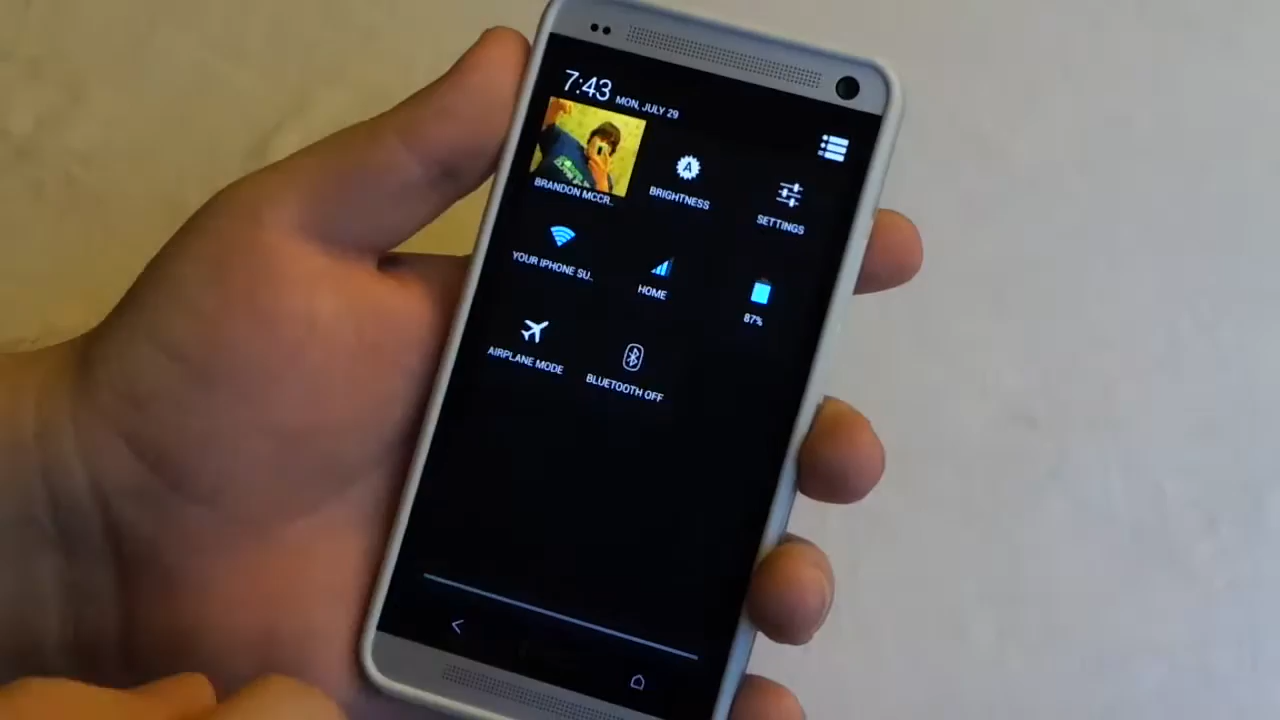 7:43 MON, JULY 29
BRANDON MCCR..
BRIGHTNESS
SETTINGS
YOUR IPHONE SU..
HOME
87%
AIRPLANE MODE
BLUETOOTH OFF